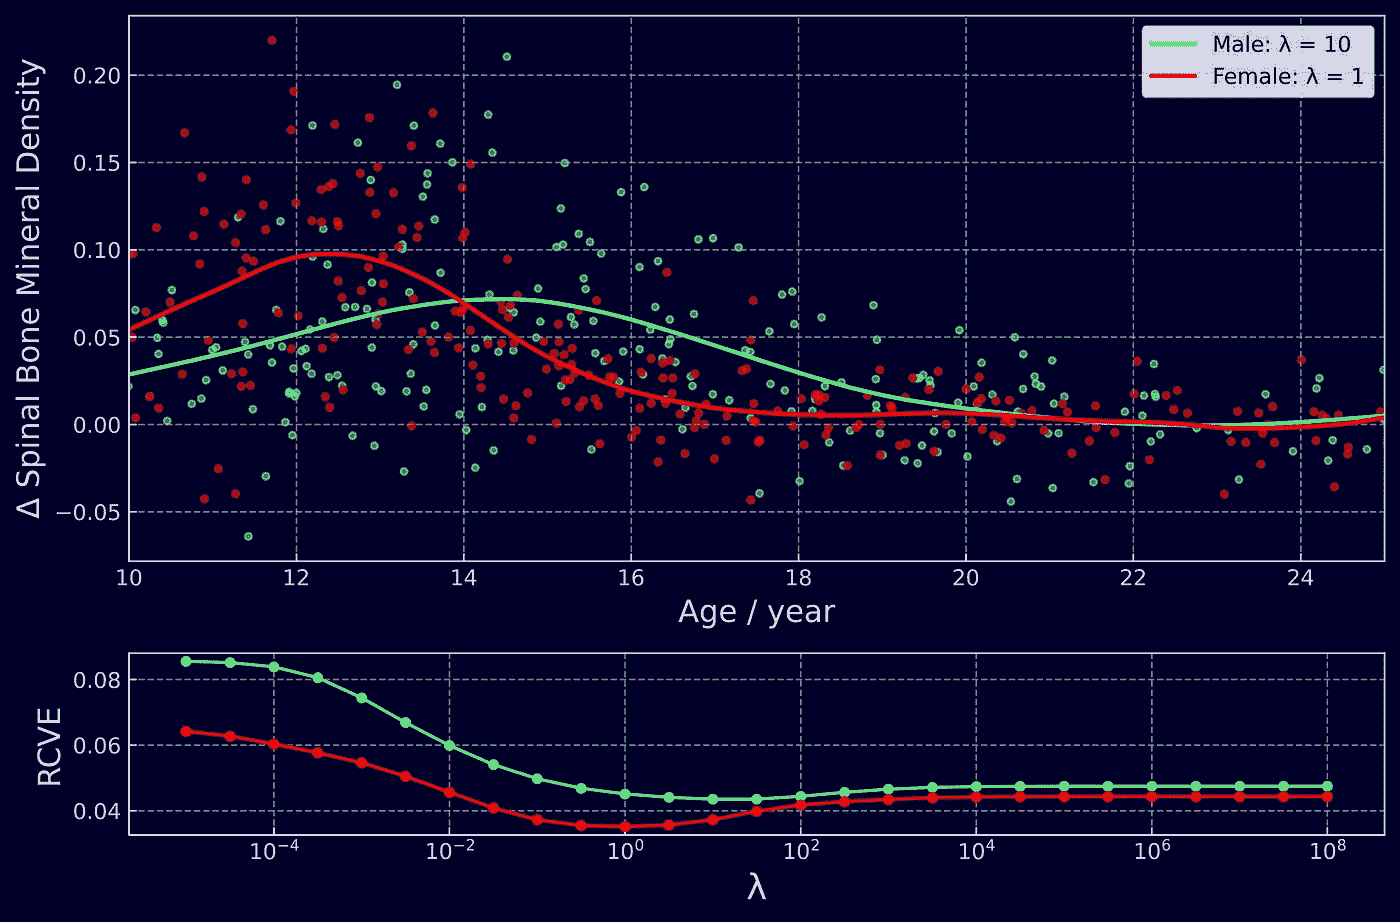 Male: λ = 10
Female: λ = 1
Δ Spinal Bone Mineral Density
0.20
0.15
0.10
0.05
0.00
−0.05
10 12 14 16 18 20 22 24
Age / year
RCVE
0.08
0.06
0.04
10⁻⁴ 10⁻² 10⁰ 10² 10⁴ 10⁶ 10⁸
λ